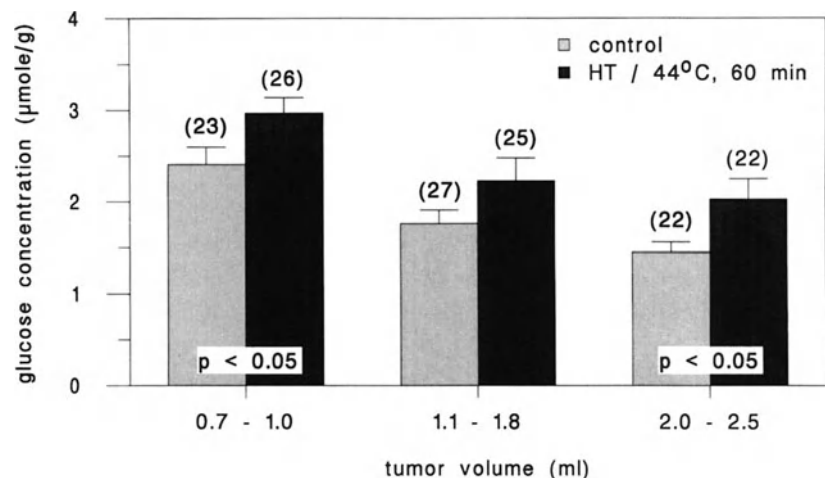 glucose concentration (µmole/g)
4
3
2
1
0
control
HT / 44°C, 60 min
(23)
(26)
(27)
(25)
(22)
(22)
p < 0.05
p < 0.05
0.7 - 1.0
1.1 - 1.8
2.0 - 2.5
tumor volume (ml)